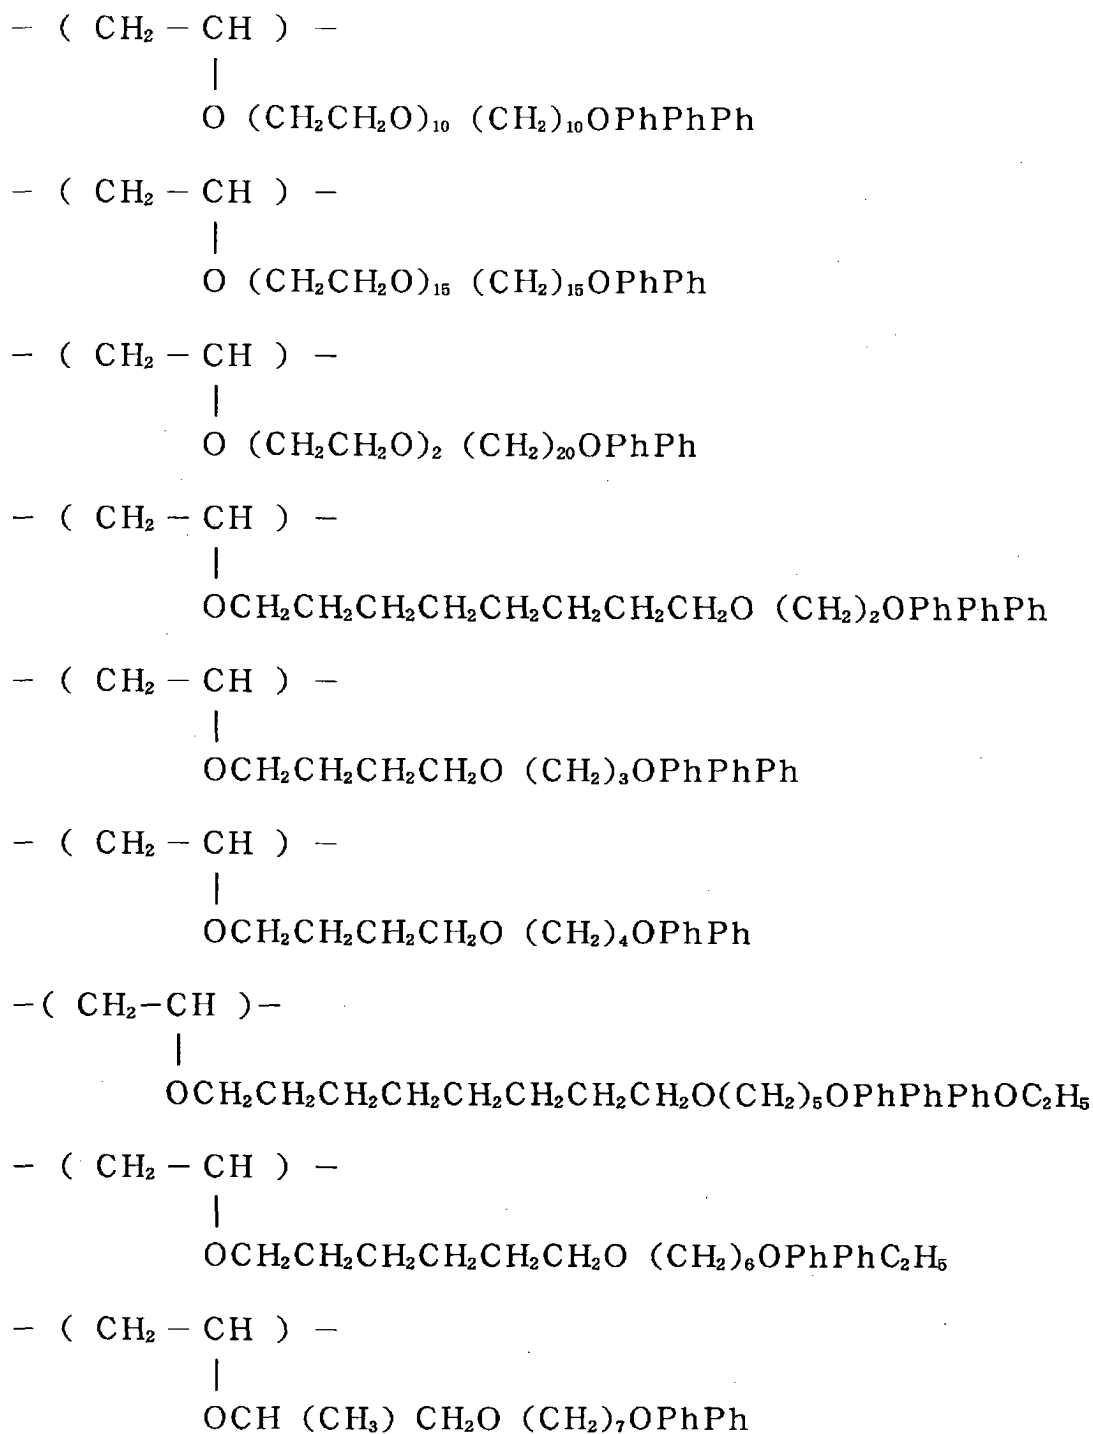 — ( CH₂ — CH ) —
|
O (CH₂CH₂O)₁₀ (CH₂)₁₀OPhPhPh
— ( CH₂ — CH ) —
|
O (CH₂CH₂O)₁₅ (CH₂)₁₅OPhPh
— ( CH₂ — CH ) —
|
O (CH₂CH₂O)₂ (CH₂)₂₀OPhPh
— ( CH₂ — CH ) —
|
OCH₂CH₂CH₂CH₂CH₂CH₂CH₂CH₂O (CH₂)₂OPhPhPh
— ( CH₂ — CH ) —
|
OCH₂CH₂CH₂CH₂O (CH₂)₃OPhPhPh
— ( CH₂ — CH ) —
|
OCH₂CH₂CH₂CH₂O (CH₂)₄OPhPh
—( CH₂—CH )—
|
OCH₂CH₂CH₂CH₂CH₂CH₂CH₂CH₂O(CH₂)₅OPhPhPhOC₂H₅
— ( CH₂ — CH ) —
|
OCH₂CH₂CH₂CH₂CH₂CH₂O (CH₂)₆OPhPhC₂H₅
— ( CH₂ — CH ) —
|
OCH (CH₃) CH₂O (CH₂)₇OPhPh